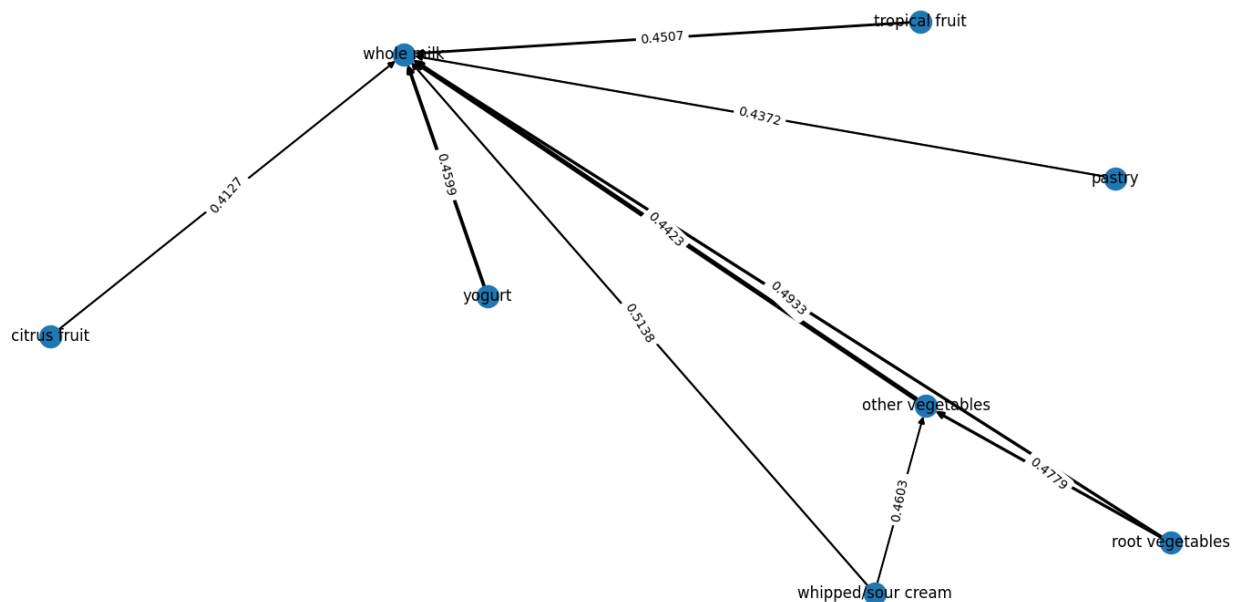 tropical fruit
0.4507
whole milk
0.4372
pastry
0.4599
0.4127
0.4423
0.4933
yogurt
0.5138
citrus fruit
other vegetables
0.4779
0.4603
root vegetables
whipped/sour cream